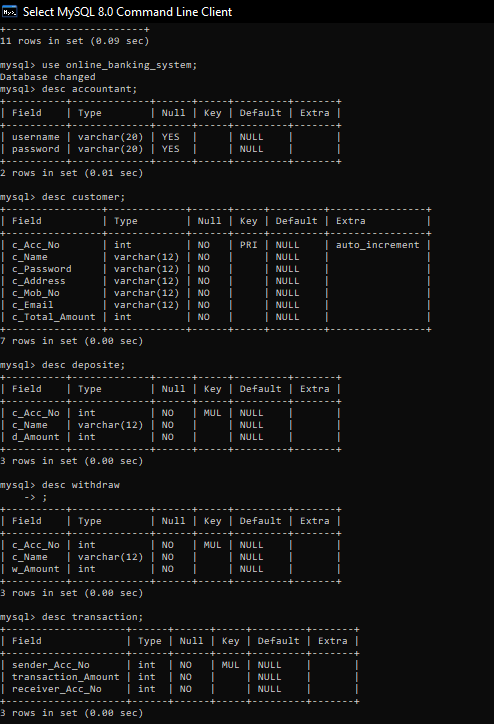 Select MySQL 8.0 Command Line Client
+-----------------------+
11 rows in set (0.09 sec)

mysql> use online_banking_system;
Database changed
mysql> desc accountant;
+----------+-------------+------+-----+---------+-------+
| Field    | Type        | Null | Key | Default | Extra |
+----------+-------------+------+-----+---------+-------+
| username | varchar(20) | YES  |     | NULL    |       |
| password | varchar(20) | YES  |     | NULL    |       |
+----------+-------------+------+-----+---------+-------+
2 rows in set (0.01 sec)

mysql> desc customer;
+----------------+-------------+------+-----+---------+----------------+
| Field          | Type        | Null | Key | Default | Extra          |
+----------------+-------------+------+-----+---------+----------------+
| c_Acc_No       | int         | NO   | PRI | NULL    | auto_increment |
| c_Name         | varchar(12) | NO   |     | NULL    |                |
| c_Password     | varchar(12) | NO   |     | NULL    |                |
| c_Address      | varchar(12) | NO   |     | NULL    |                |
| c_Mob_No       | varchar(12) | NO   |     | NULL    |                |
| c_Email        | varchar(12) | NO   |     | NULL    |                |
| c_Total_Amount | int         | NO   |     | NULL    |                |
+----------------+-------------+------+-----+---------+----------------+
7 rows in set (0.00 sec)

mysql> desc deposite;
+----------+-------------+------+-----+---------+-------+
| Field    | Type        | Null | Key | Default | Extra |
+----------+-------------+------+-----+---------+-------+
| c_Acc_No | int         | NO   | MUL | NULL    |       |
| c_Name   | varchar(12) | NO   |     | NULL    |       |
| d_Amount | int         | NO   |     | NULL    |       |
+----------+-------------+------+-----+---------+-------+
3 rows in set (0.00 sec)

mysql> desc withdraw
    -> ;
+----------+-------------+------+-----+---------+-------+
| Field    | Type        | Null | Key | Default | Extra |
+----------+-------------+------+-----+---------+-------+
| c_Acc_No | int         | NO   | MUL | NULL    |       |
| c_Name   | varchar(12) | NO   |     | NULL    |       |
| w_Amount | int         | NO   |     | NULL    |       |
+----------+-------------+------+-----+---------+-------+
3 rows in set (0.00 sec)

mysql> desc transaction;
+--------------------+------+------+-----+---------+-------+
| Field              | Type | Null | Key | Default | Extra |
+--------------------+------+------+-----+---------+-------+
| sender_Acc_No      | int  | NO   | MUL | NULL    |       |
| transaction_Amount | int  | NO   |     | NULL    |       |
| receiver_Acc_No    | int  | NO   |     | NULL    |       |
+--------------------+------+------+-----+---------+-------+
3 rows in set (0.00 sec)